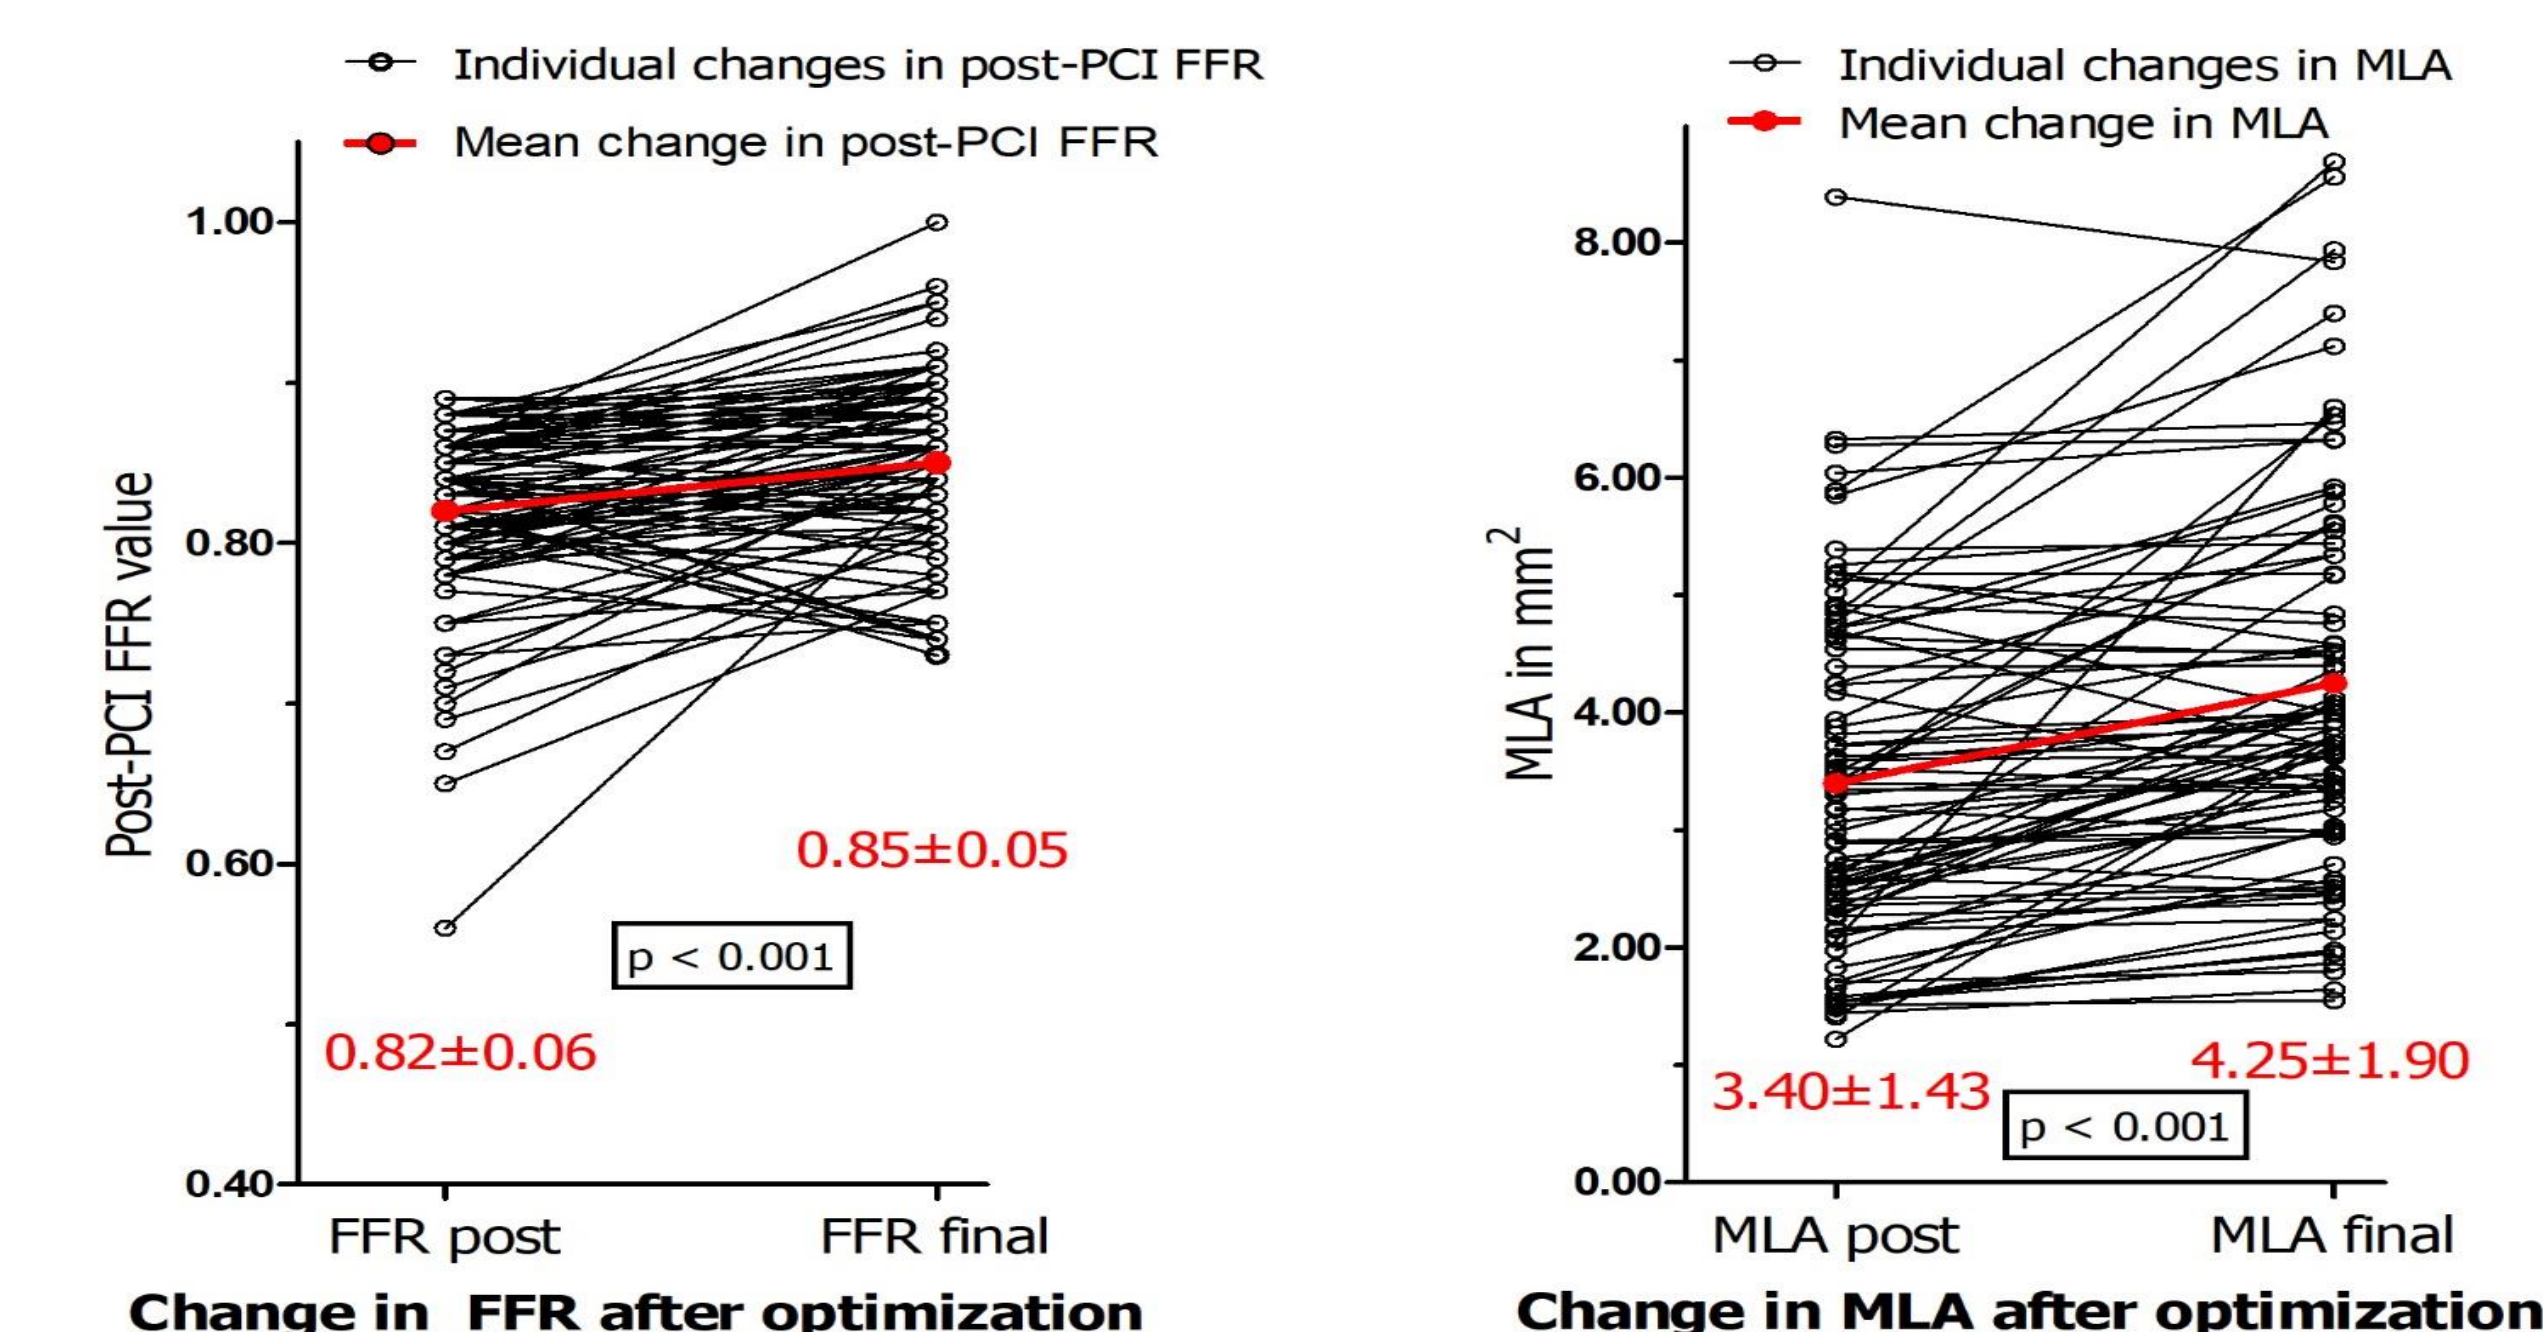 Individual changes in post-PCI FFR
Mean change in post-PCI FFR
1.00
0.80
0.60
0.40
Post-PCI FFR value
0.85±0.05
p < 0.001
0.82±0.06
FFR post
FFR final
Change in FFR after optimization
Individual changes in MLA
Mean change in MLA
8.00
6.00
4.00
2.00
0.00
MLA in mm²
3.40±1.43
4.25±1.90
p < 0.001
MLA post
MLA final
Change in MLA after optimization